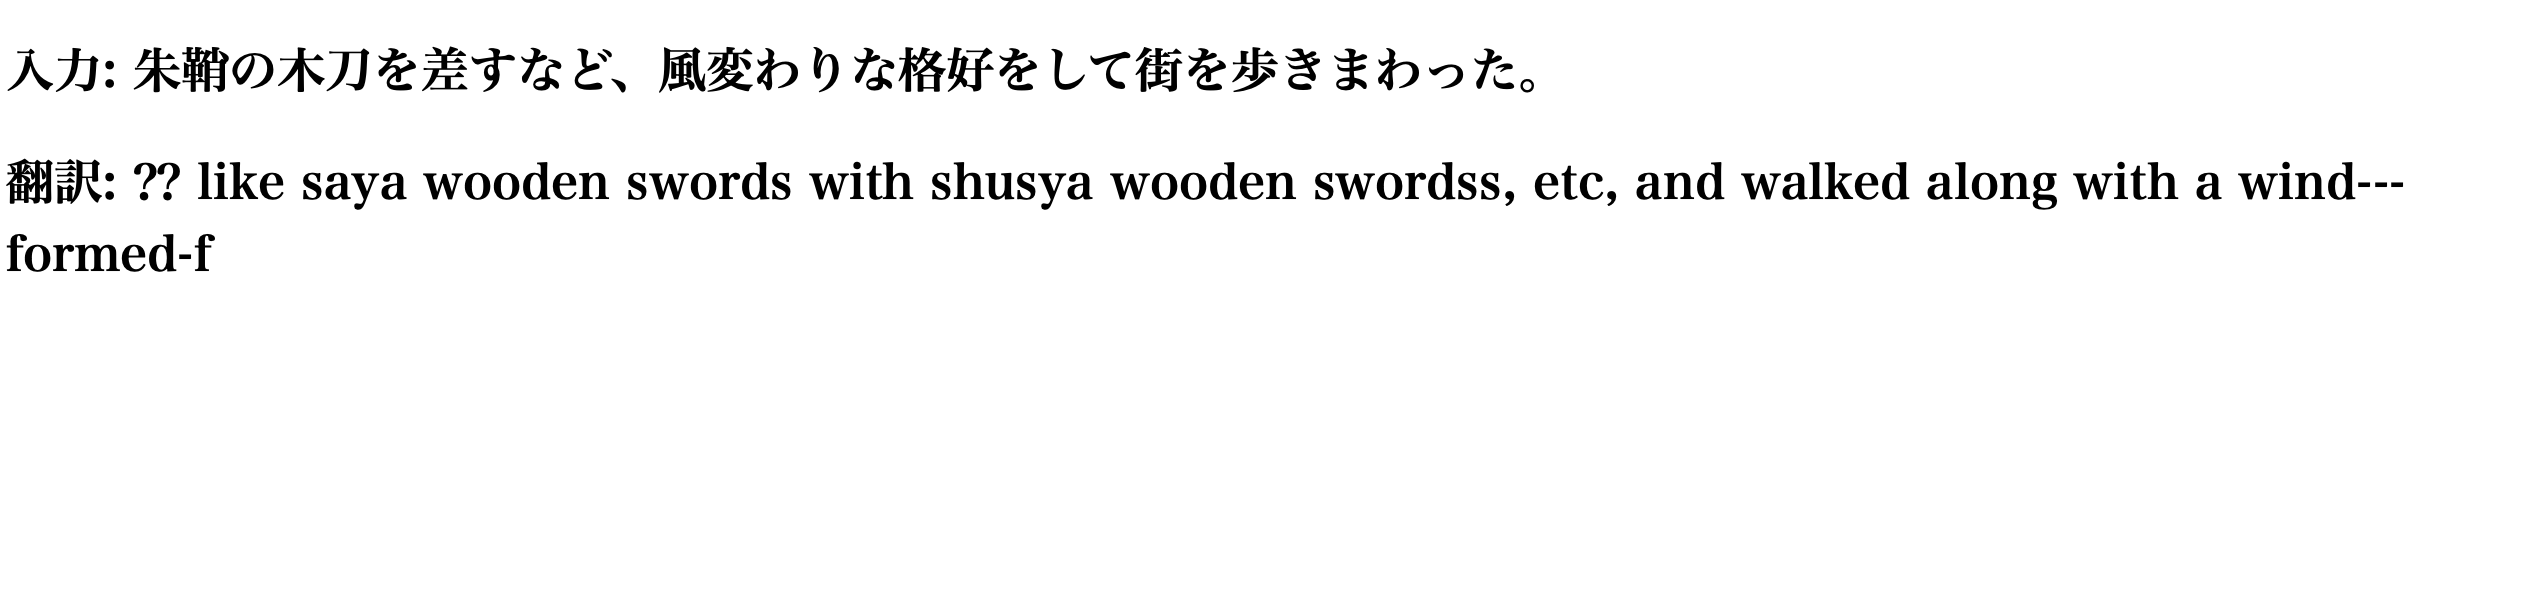 入力: 朱鞘の木刀を差すなど、風変わりな格好をして街を歩きまわった。
翻訳: ?? like saya wooden swords with shusya wooden swordss, etc, and walked along with a wind---
formed-f